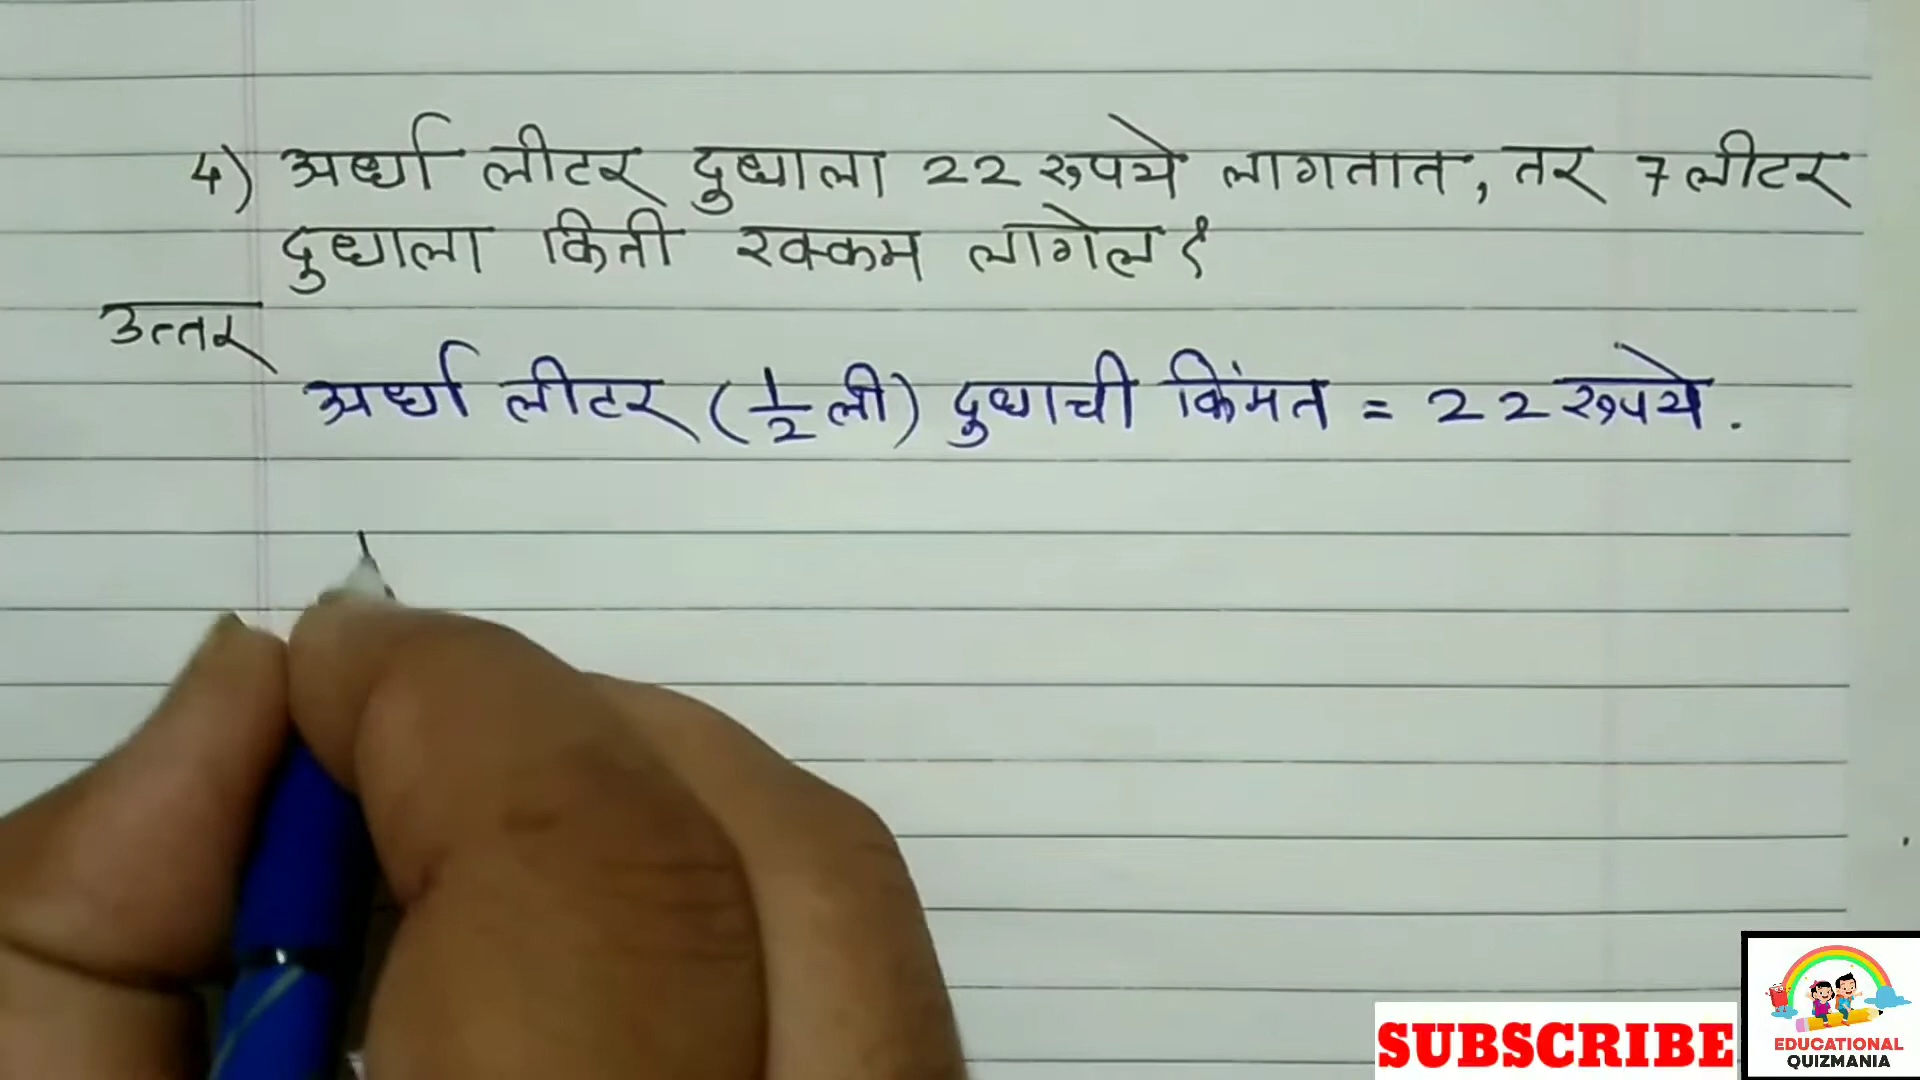 4) अर्धा लीटर दुधाला 22 रुपये लागतात, तर 7 लीटर
दुधाला किती रक्कम लागेल ?
उत्तर
अर्धा लीटर (1/2 ली) दुधाची किंमत = 22 रुपये.
SUBSCRIBE
EDUCATIONAL
QUIZMANIA